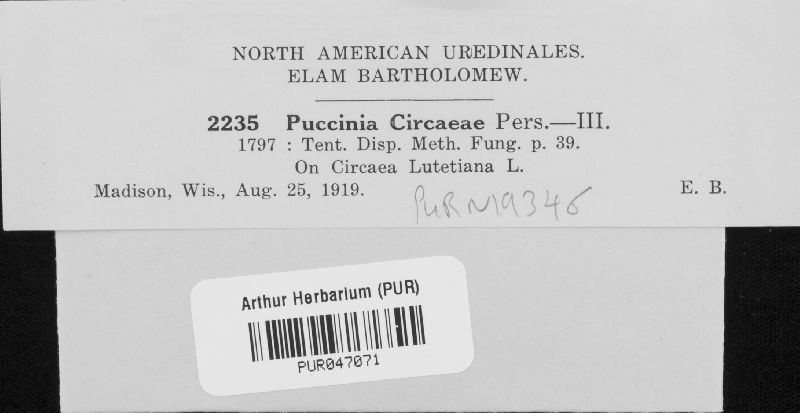 NORTH AMERICAN UREDINALES.
ELAM BARTHOLOMEW.
2235 Puccinia Circaeae Pers.—III.
1797 : Tent. Disp. Meth. Fung. p. 39.
On Circaea Lutetiana L.
Madison, Wis., Aug. 25, 1919. E. B.
PUR N9346
Arthur Herbarium (PUR)
PUR047071